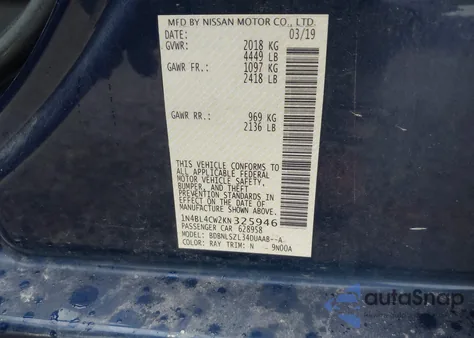 MFD BY NISSAN MOTOR CO., LTD.
DATE: 03/19
GVWR: 2018 KG
4449 LB
GAWR FR.: 1097 KG
2418 LB
GAWR RR.: 969 KG
2136 LB
THIS VEHICLE CONFORMS TO
ALL APPLICABLE FEDERAL
MOTOR VEHICLE SAFETY,
BUMPER, AND THEFT
PREVENTION STANDARDS IN
EFFECT ON THE DATE OF
MANUFACTURE SHOWN ABOVE.
1N4BL4CW2KN325946
PASSENGER CAR 628958
MODEL: BDBNLS2L34DUAAB--A
COLOR: RAY TRIM: N 9N00A
autoSnap